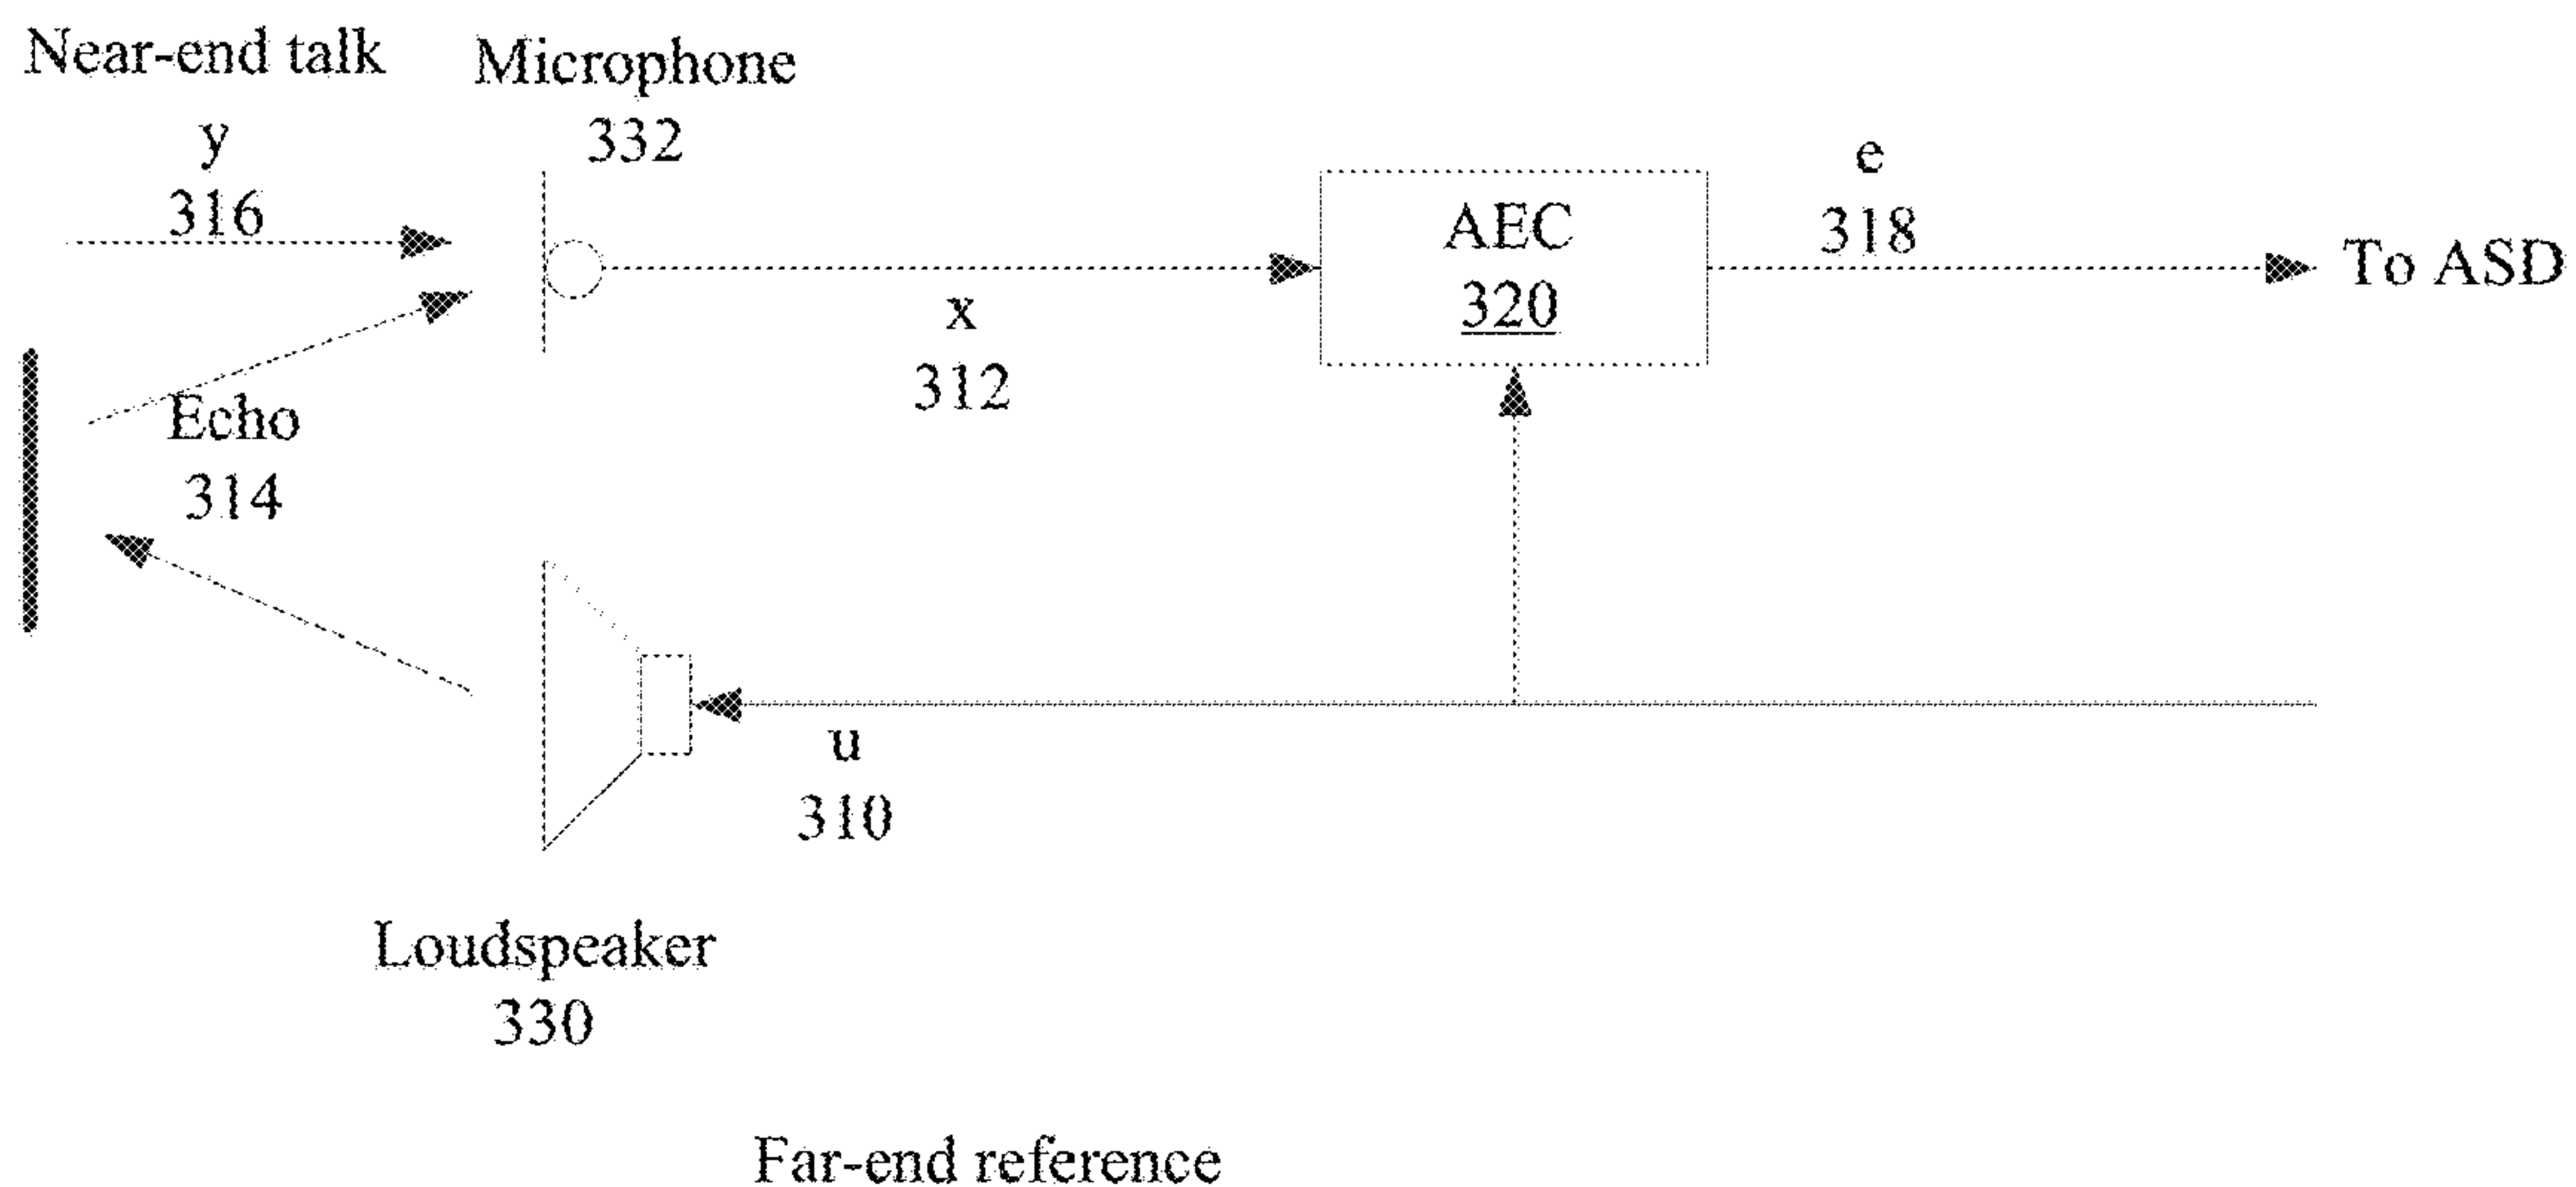 Near-end talk
y
316
Microphone
332
Echo
314
x
312
AEC
320
e
318
To ASD
u
310
Loudspeaker
330
Far-end reference